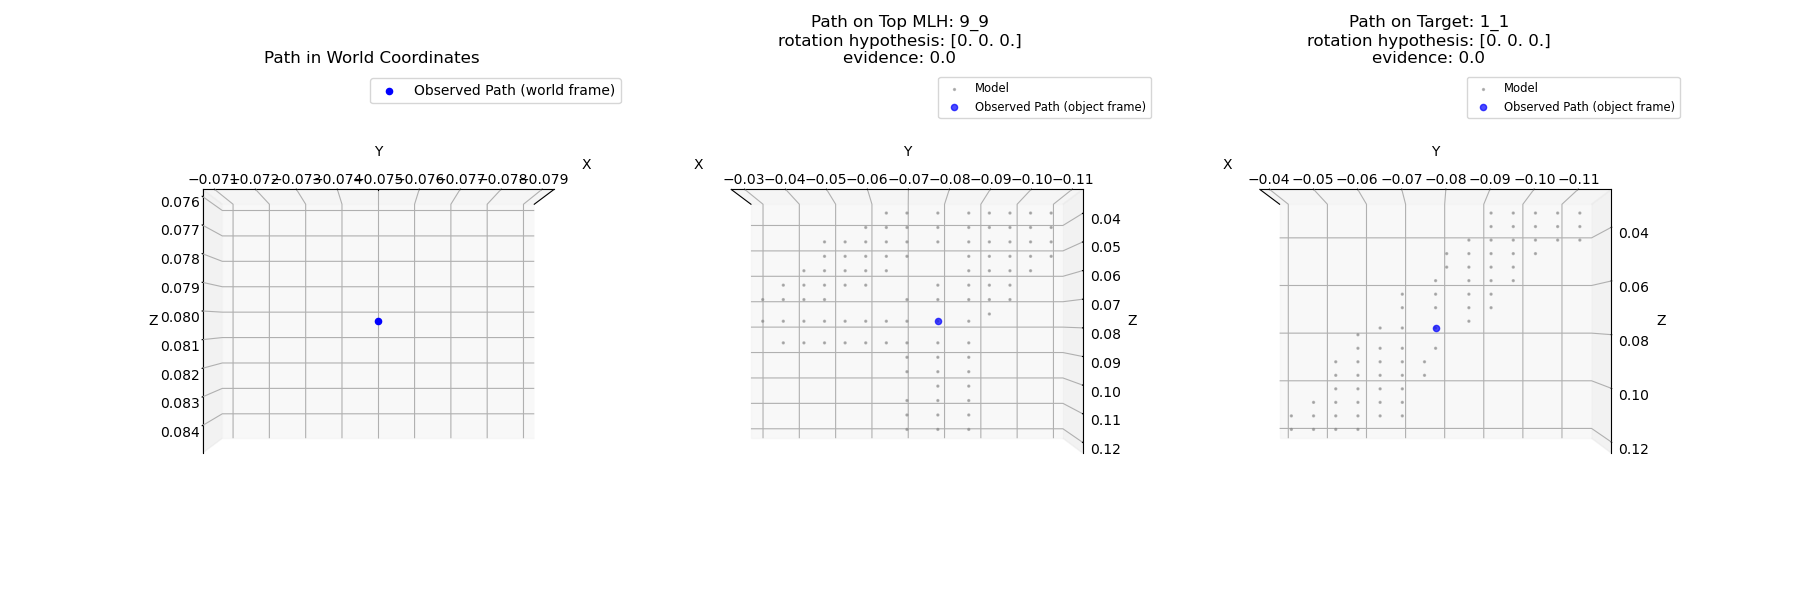 Path in World Coordinates
Observed Path (world frame)
Y
X
−0.071 −0.072 −0.073 −0.074 −0.075 −0.076 −0.077 −0.078 −0.079
0.076
0.077
0.078
0.079
Z 0.080
0.081
0.082
0.083
0.084
Path on Top MLH: 9_9
rotation hypothesis: [0. 0. 0.]
evidence: 0.0
Model
Observed Path (object frame)
Y
X
−0.03 −0.04 −0.05 −0.06 −0.07 −0.08 −0.09 −0.10 −0.11
0.04
0.05
0.06
0.07
Z
0.08
0.09
0.10
0.11
0.12
Path on Target: 1_1
rotation hypothesis: [0. 0. 0.]
evidence: 0.0
Model
Observed Path (object frame)
Y
X
−0.04 −0.05 −0.06 −0.07 −0.08 −0.09 −0.10 −0.11
0.04
0.06
Z
0.08
0.10
0.12